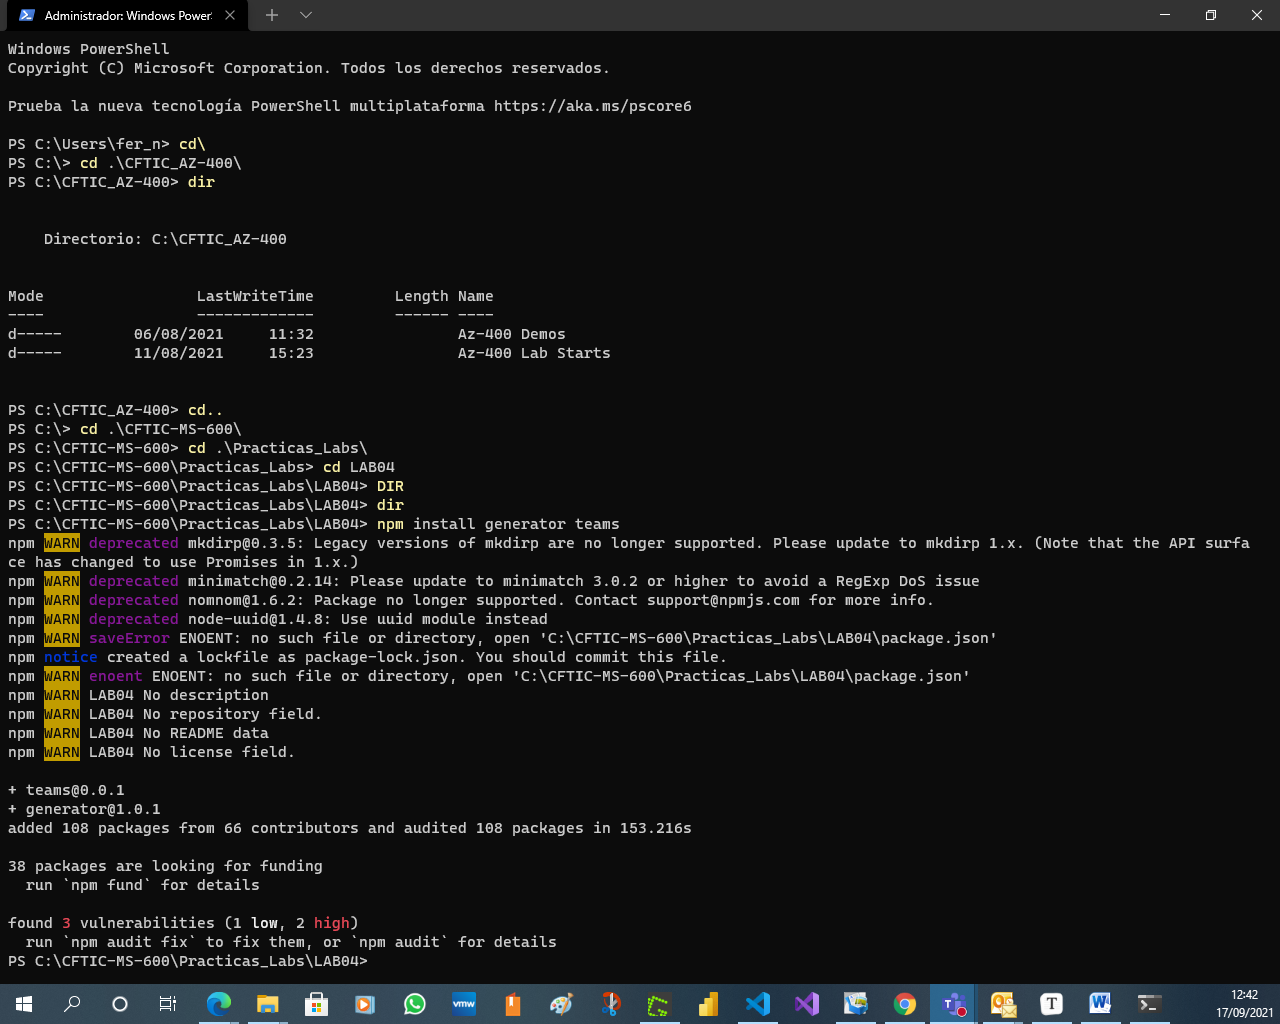 Administrador: Windows PowerS
Windows PowerShell
Copyright (C) Microsoft Corporation. Todos los derechos reservados.
Prueba la nueva tecnología PowerShell multiplataforma https://aka.ms/pscore6
PS C:\Users\fer_n> cd\
PS C:\> cd .\CFTIC_AZ-400\
PS C:\CFTIC_AZ-400> dir
Directorio: C:\CFTIC_AZ-400
Mode                 LastWriteTime         Length Name
----                 -------------         ------ ----
d-----        06/08/2021     11:32                Az-400 Demos
d-----        11/08/2021     15:23                Az-400 Lab Starts
PS C:\CFTIC_AZ-400> cd..
PS C:\> cd .\CFTIC-MS-600\
PS C:\CFTIC-MS-600> cd .\Practicas_Labs\
PS C:\CFTIC-MS-600\Practicas_Labs> cd LAB04
PS C:\CFTIC-MS-600\Practicas_Labs\LAB04> DIR
PS C:\CFTIC-MS-600\Practicas_Labs\LAB04> dir
PS C:\CFTIC-MS-600\Practicas_Labs\LAB04> npm install generator teams
npm WARN deprecated mkdirp@0.3.5: Legacy versions of mkdirp are no longer supported. Please update to mkdirp 1.x. (Note that the API surfa
ce has changed to use Promises in 1.x.)
npm WARN deprecated minimatch@0.2.14: Please update to minimatch 3.0.2 or higher to avoid a RegExp DoS issue
npm WARN deprecated nomnom@1.6.2: Package no longer supported. Contact support@npmjs.com for more info.
npm WARN deprecated node-uuid@1.4.8: Use uuid module instead
npm WARN saveError ENOENT: no such file or directory, open 'C:\CFTIC-MS-600\Practicas_Labs\LAB04\package.json'
npm notice created a lockfile as package-lock.json. You should commit this file.
npm WARN enoent ENOENT: no such file or directory, open 'C:\CFTIC-MS-600\Practicas_Labs\LAB04\package.json'
npm WARN LAB04 No description
npm WARN LAB04 No repository field.
npm WARN LAB04 No README data
npm WARN LAB04 No license field.
+ teams@0.0.1
+ generator@1.0.1
added 108 packages from 66 contributors and audited 108 packages in 153.216s
38 packages are looking for funding
run `npm fund` for details
found 3 vulnerabilities (1 low, 2 high)
run `npm audit fix` to fix them, or `npm audit` for details
PS C:\CFTIC-MS-600\Practicas_Labs\LAB04>
vmw
12:42
17/09/2021